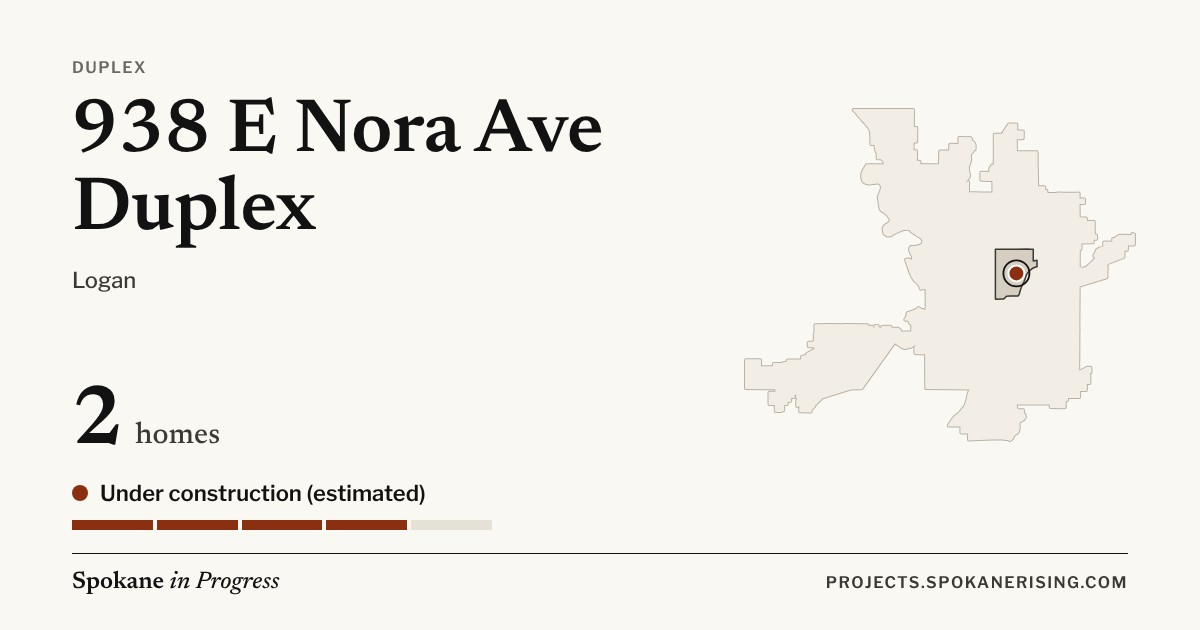 DUPLEX
938 E Nora Ave
Duplex
Logan
2 homes
Under construction (estimated)
Spokane in Progress
PROJECTS.SPOKANERISING.COM